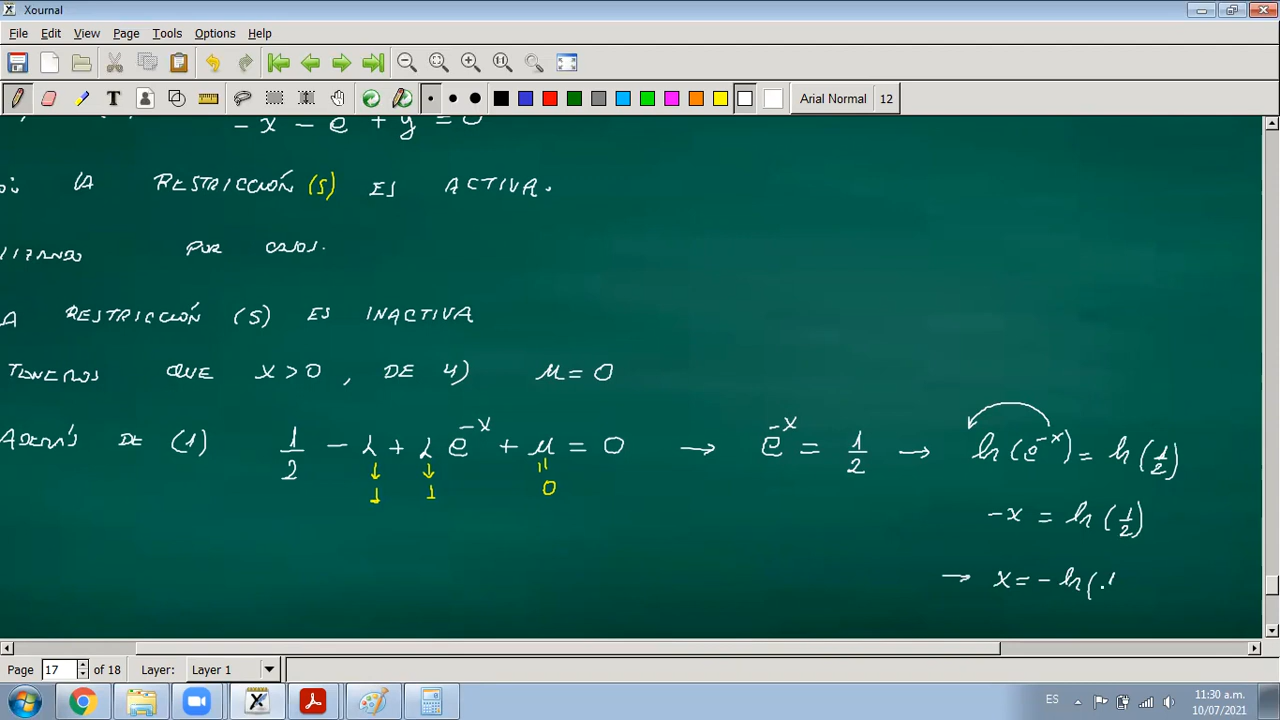 Xournal
File Edit View Page Tools Options Help
Arial Normal 12
- x - e + y = 0
LA RESTRICCIÓN (5) ES ACTIVA.
POR CASOS.
A RESTRICCIÓN (5) ES INACTIVA
TONEMOS QUE x > 0 , DE 4) μ = 0
ADEMÁS DE (1) 1/2 - λ + λ e^{-x} + μ = 0 → e^{-x} = 1/2 → ln(e^{-x}) = ln(1/2)
↓ ↓ ||
1 1 0
-x = ln(1/2)
→ x = - ln(
Page 17 of 18 Layer: Layer 1
ES 11:30 a.m.
10/07/2021